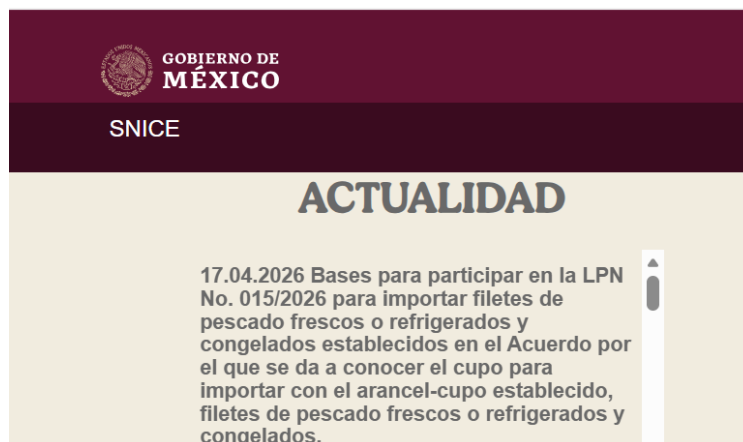 GOBIERNO DE
MÉXICO
SNICE
ACTUALIDAD
17.04.2026 Bases para participar en la LPN
No. 015/2026 para importar filetes de
pescado frescos o refrigerados y
congelados establecidos en el Acuerdo por
el que se da a conocer el cupo para
importar con el arancel-cupo establecido,
filetes de pescado frescos o refrigerados y
congelados.